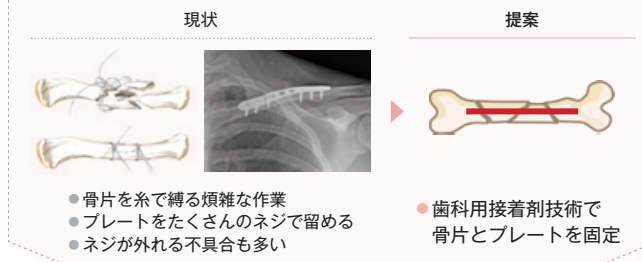 現状
提案
●骨片を糸で縛る煩雑な作業
●プレートをたくさんのネジで留める
●ネジが外れる不具合も多い
●歯科用接着剤技術で
骨片とプレートを固定